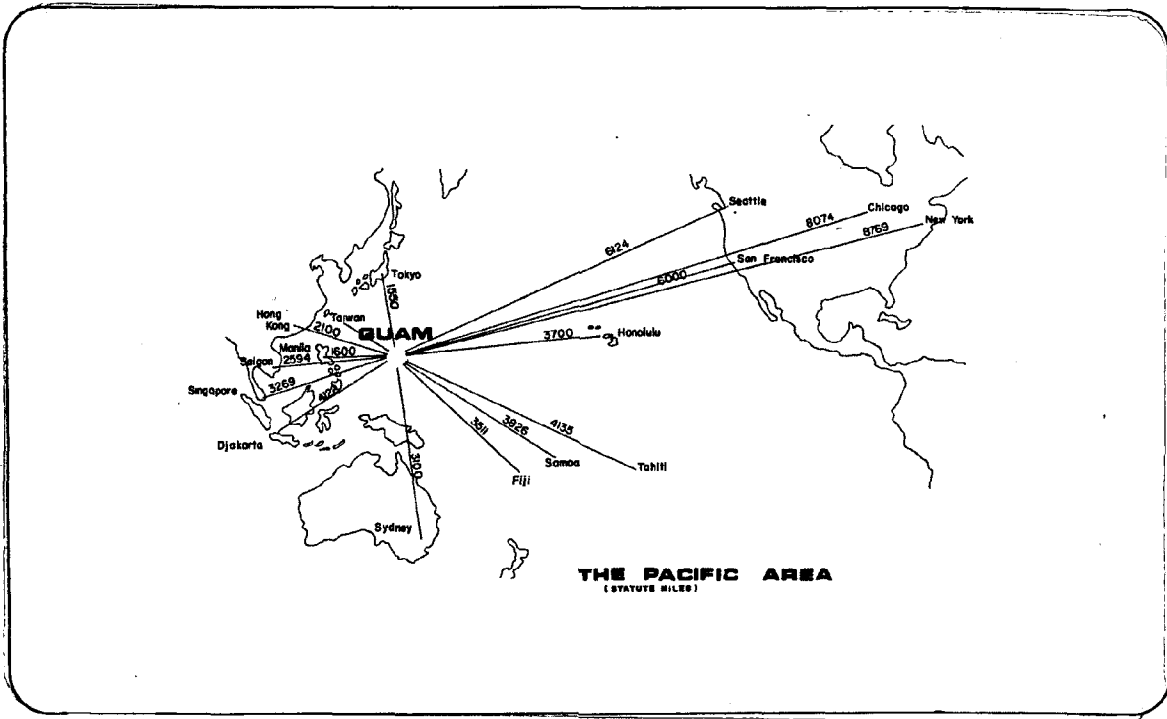 Seattle
Chicago
8074
New York
8769
6124
San Francisco
6000
Tokyo
1550
Hong
Kong
Taiwan
2100
GUAM
3700
Honolulu
Manila
1600
Saigon
2594
Singapore
3269
Djakarta
3511
3826
4135
Fiji
Samoa
Tahiti
3100
Sydney
THE PACIFIC AREA
(STATUTE MILES)